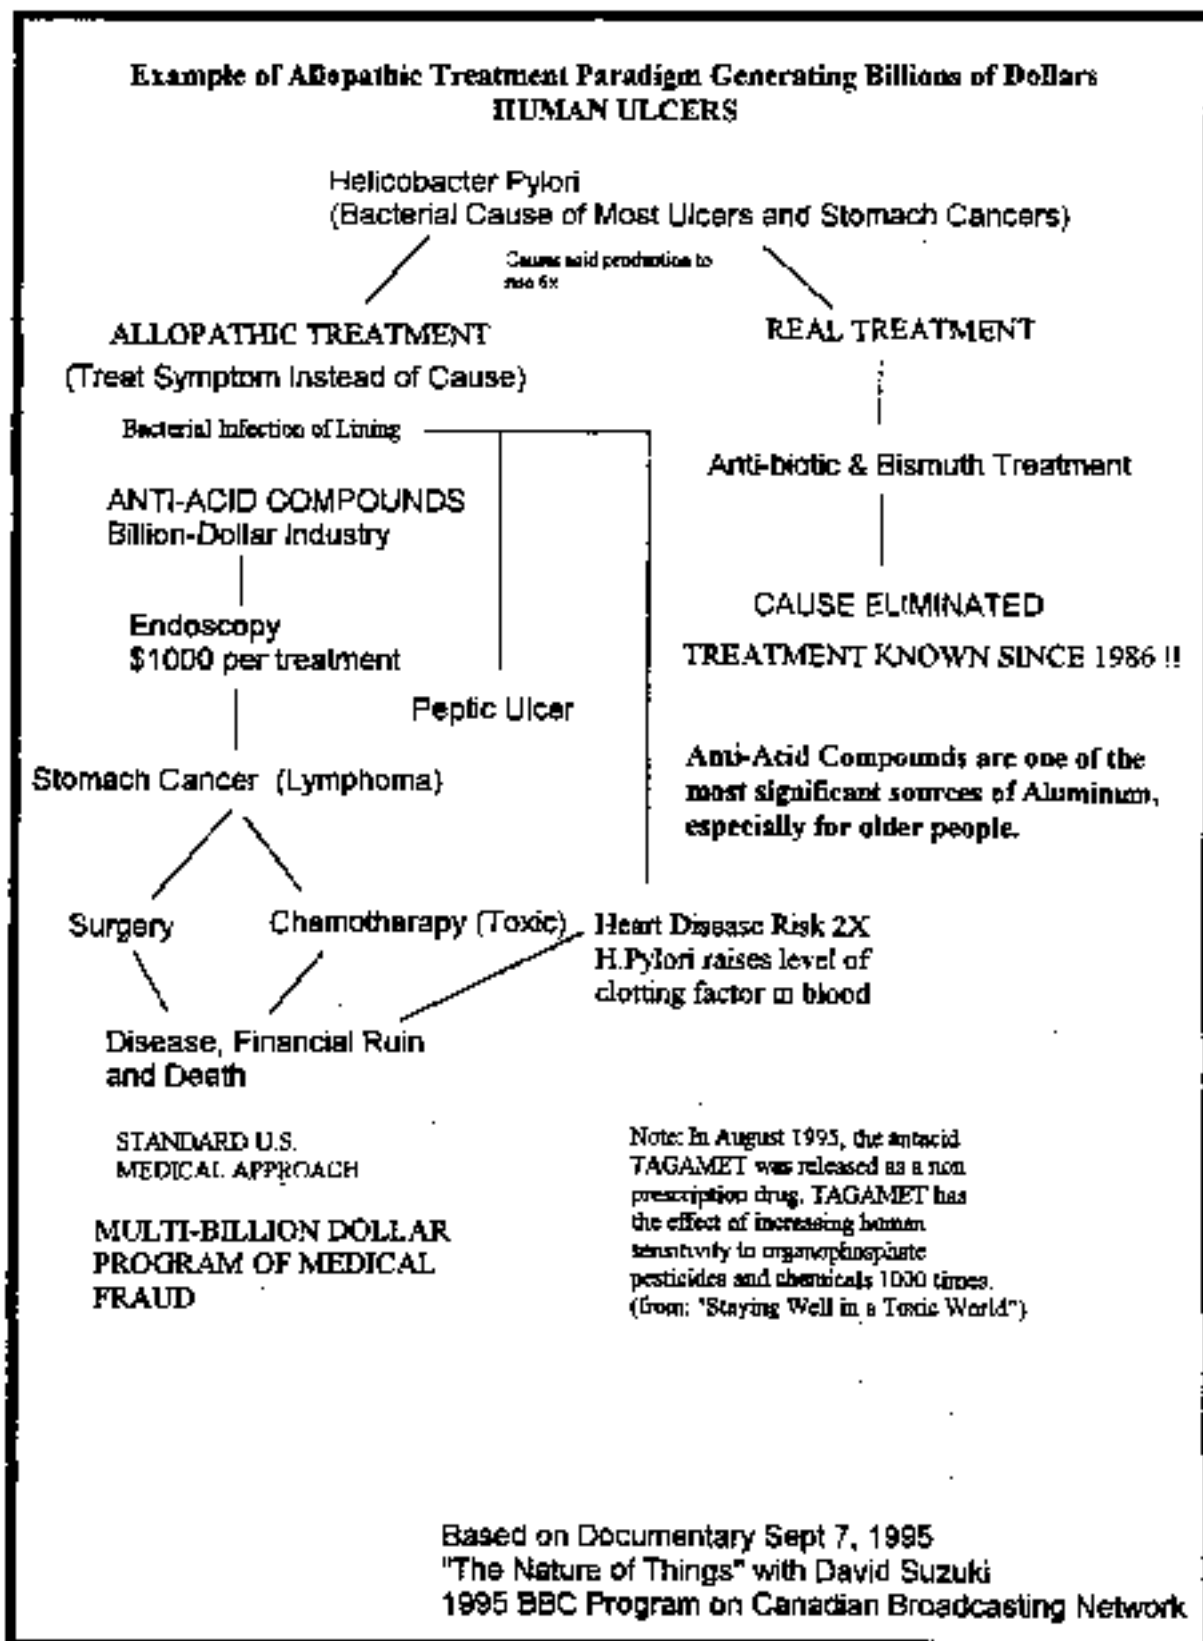 Example of Allopathic Treatment Paradigm Generating Billions of Dollars
HUMAN ULCERS
Helicobacter Pylori
(Bacterial Cause of Most Ulcers and Stomach Cancers)
Causes acid production to
rise 6x
ALLOPATHIC TREATMENT
(Treat Symptom Instead of Cause)
REAL TREATMENT
Bacterial Infection of Lining
Anti-biotic & Bismuth Treatment
ANTI-ACID COMPOUNDS
Billion-Dollar Industry
CAUSE ELIMINATED
TREATMENT KNOWN SINCE 1986 !!
Endoscopy
$1000 per treatment
Peptic Ulcer
Stomach Cancer (Lymphoma)
Anti-Acid Compounds are one of the
most significant sources of Aluminum,
especially for older people.
Surgery
Chemotherapy (Toxic)
Heart Disease Risk 2X
H.Pylori raises level of
clotting factor in blood
Disease, Financial Ruin
and Death
STANDARD U.S.
MEDICAL APPROACH
MULTI-BILLION DOLLAR
PROGRAM OF MEDICAL
FRAUD
Note: In August 1995, the antacid
TAGAMET was released as a non
prescription drug. TAGAMET has
the effect of increasing human
sensitivity to organophosphate
pesticides and chemicals 1000 times.
(from: "Staying Well in a Toxic World")
Based on Documentary Sept 7, 1995
"The Nature of Things" with David Suzuki
1995 BBC Program on Canadian Broadcasting Network